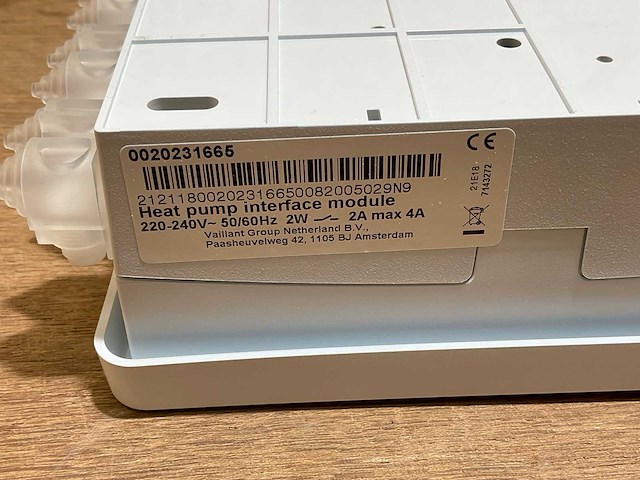 0020231665
CE
21211800202316650082005029N9
Heat pump interface module
220-240V~ 50/60Hz 2W 2A max 4A
Vaillant Group Netherland B.V.,
Paasheuvelweg 42, 1105 BJ Amsterdam
21E18
7143272